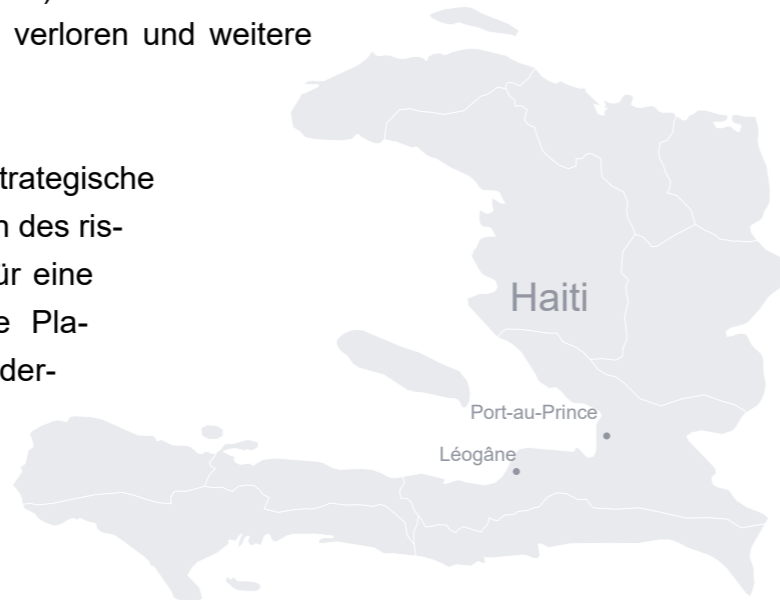 verloren und weitere
trategische
n des ris-
ür eine
e Pla-
der-
Haiti
Port-au-Prince
Léogâne